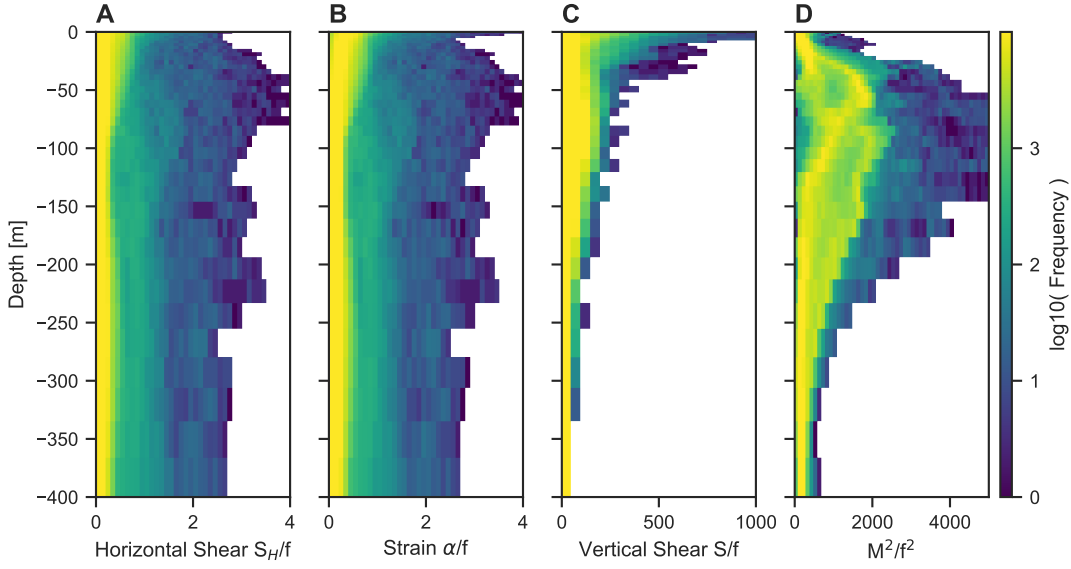 A B C D
0
−50
−100
−150
−200
−250
−300
−350
−400
Depth [m]
0 2 4
Horizontal Shear S_H/f
0 2 4
Strain α/f
0 500 1000
Vertical Shear S/f
0 2000 4000
M²/f²
3
2
1
0
log10( Frequency )